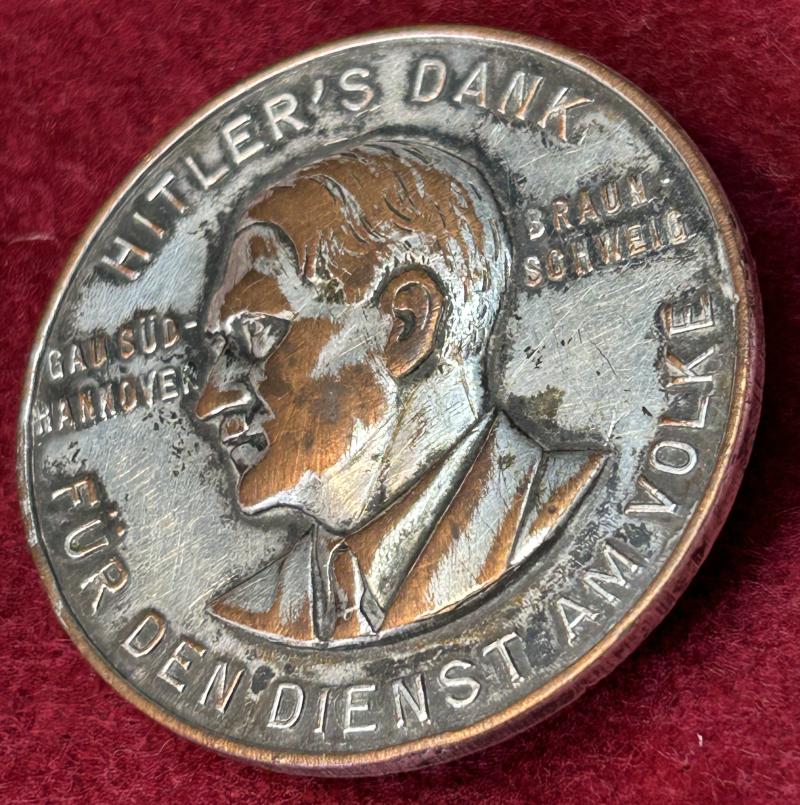 HITLER'S DANK
GAU SÜD-
HANNOVER
BRAUN-
SCHWEIG
FÜR DEN DIENST AM VOLKE